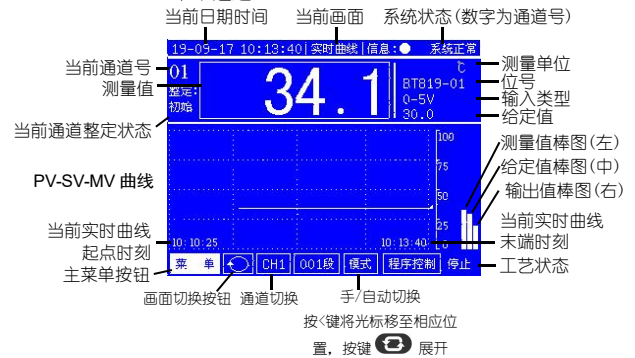 当前日期时间 当前画面 系统状态(数字为通道号)
19-09-17 10:13:40 实时曲线 信息:● 系统正常
当前通道号 01 ℃ 测量单位
测量值 整定: 34.1 BT819-01 位号
初始 0-5V 输入类型
当前通道整定状态 30.0 给定值
100 测量值棒图(左)
75 给定值棒图(中)
PV-SV-MV 曲线 50 输出值棒图(右)
当前实时曲线 25 当前实时曲线
起点时刻 10:10:25 10:13:40 0 末端时刻
主菜单按钮 菜 单 CH1 001段 模式 程序控制 停止 工艺状态
画面切换按钮 通道切换 手/自动切换
按<键将光标移至相应位
置，按键 展开